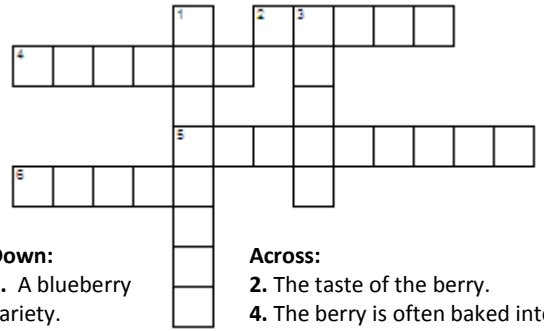 1
2
3
4
5
6
Down:
. A blueberry
ariety.
Across:
2. The taste of the berry.
4. The berry is often baked into